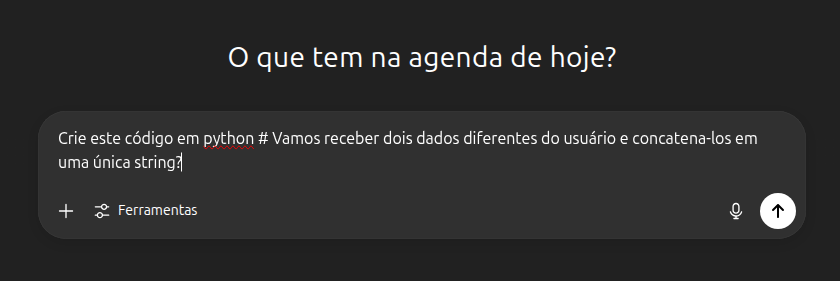 O que tem na agenda de hoje?
Crie este código em python # Vamos receber dois dados diferentes do usuário e concatena-los em
uma única string?
Ferramentas